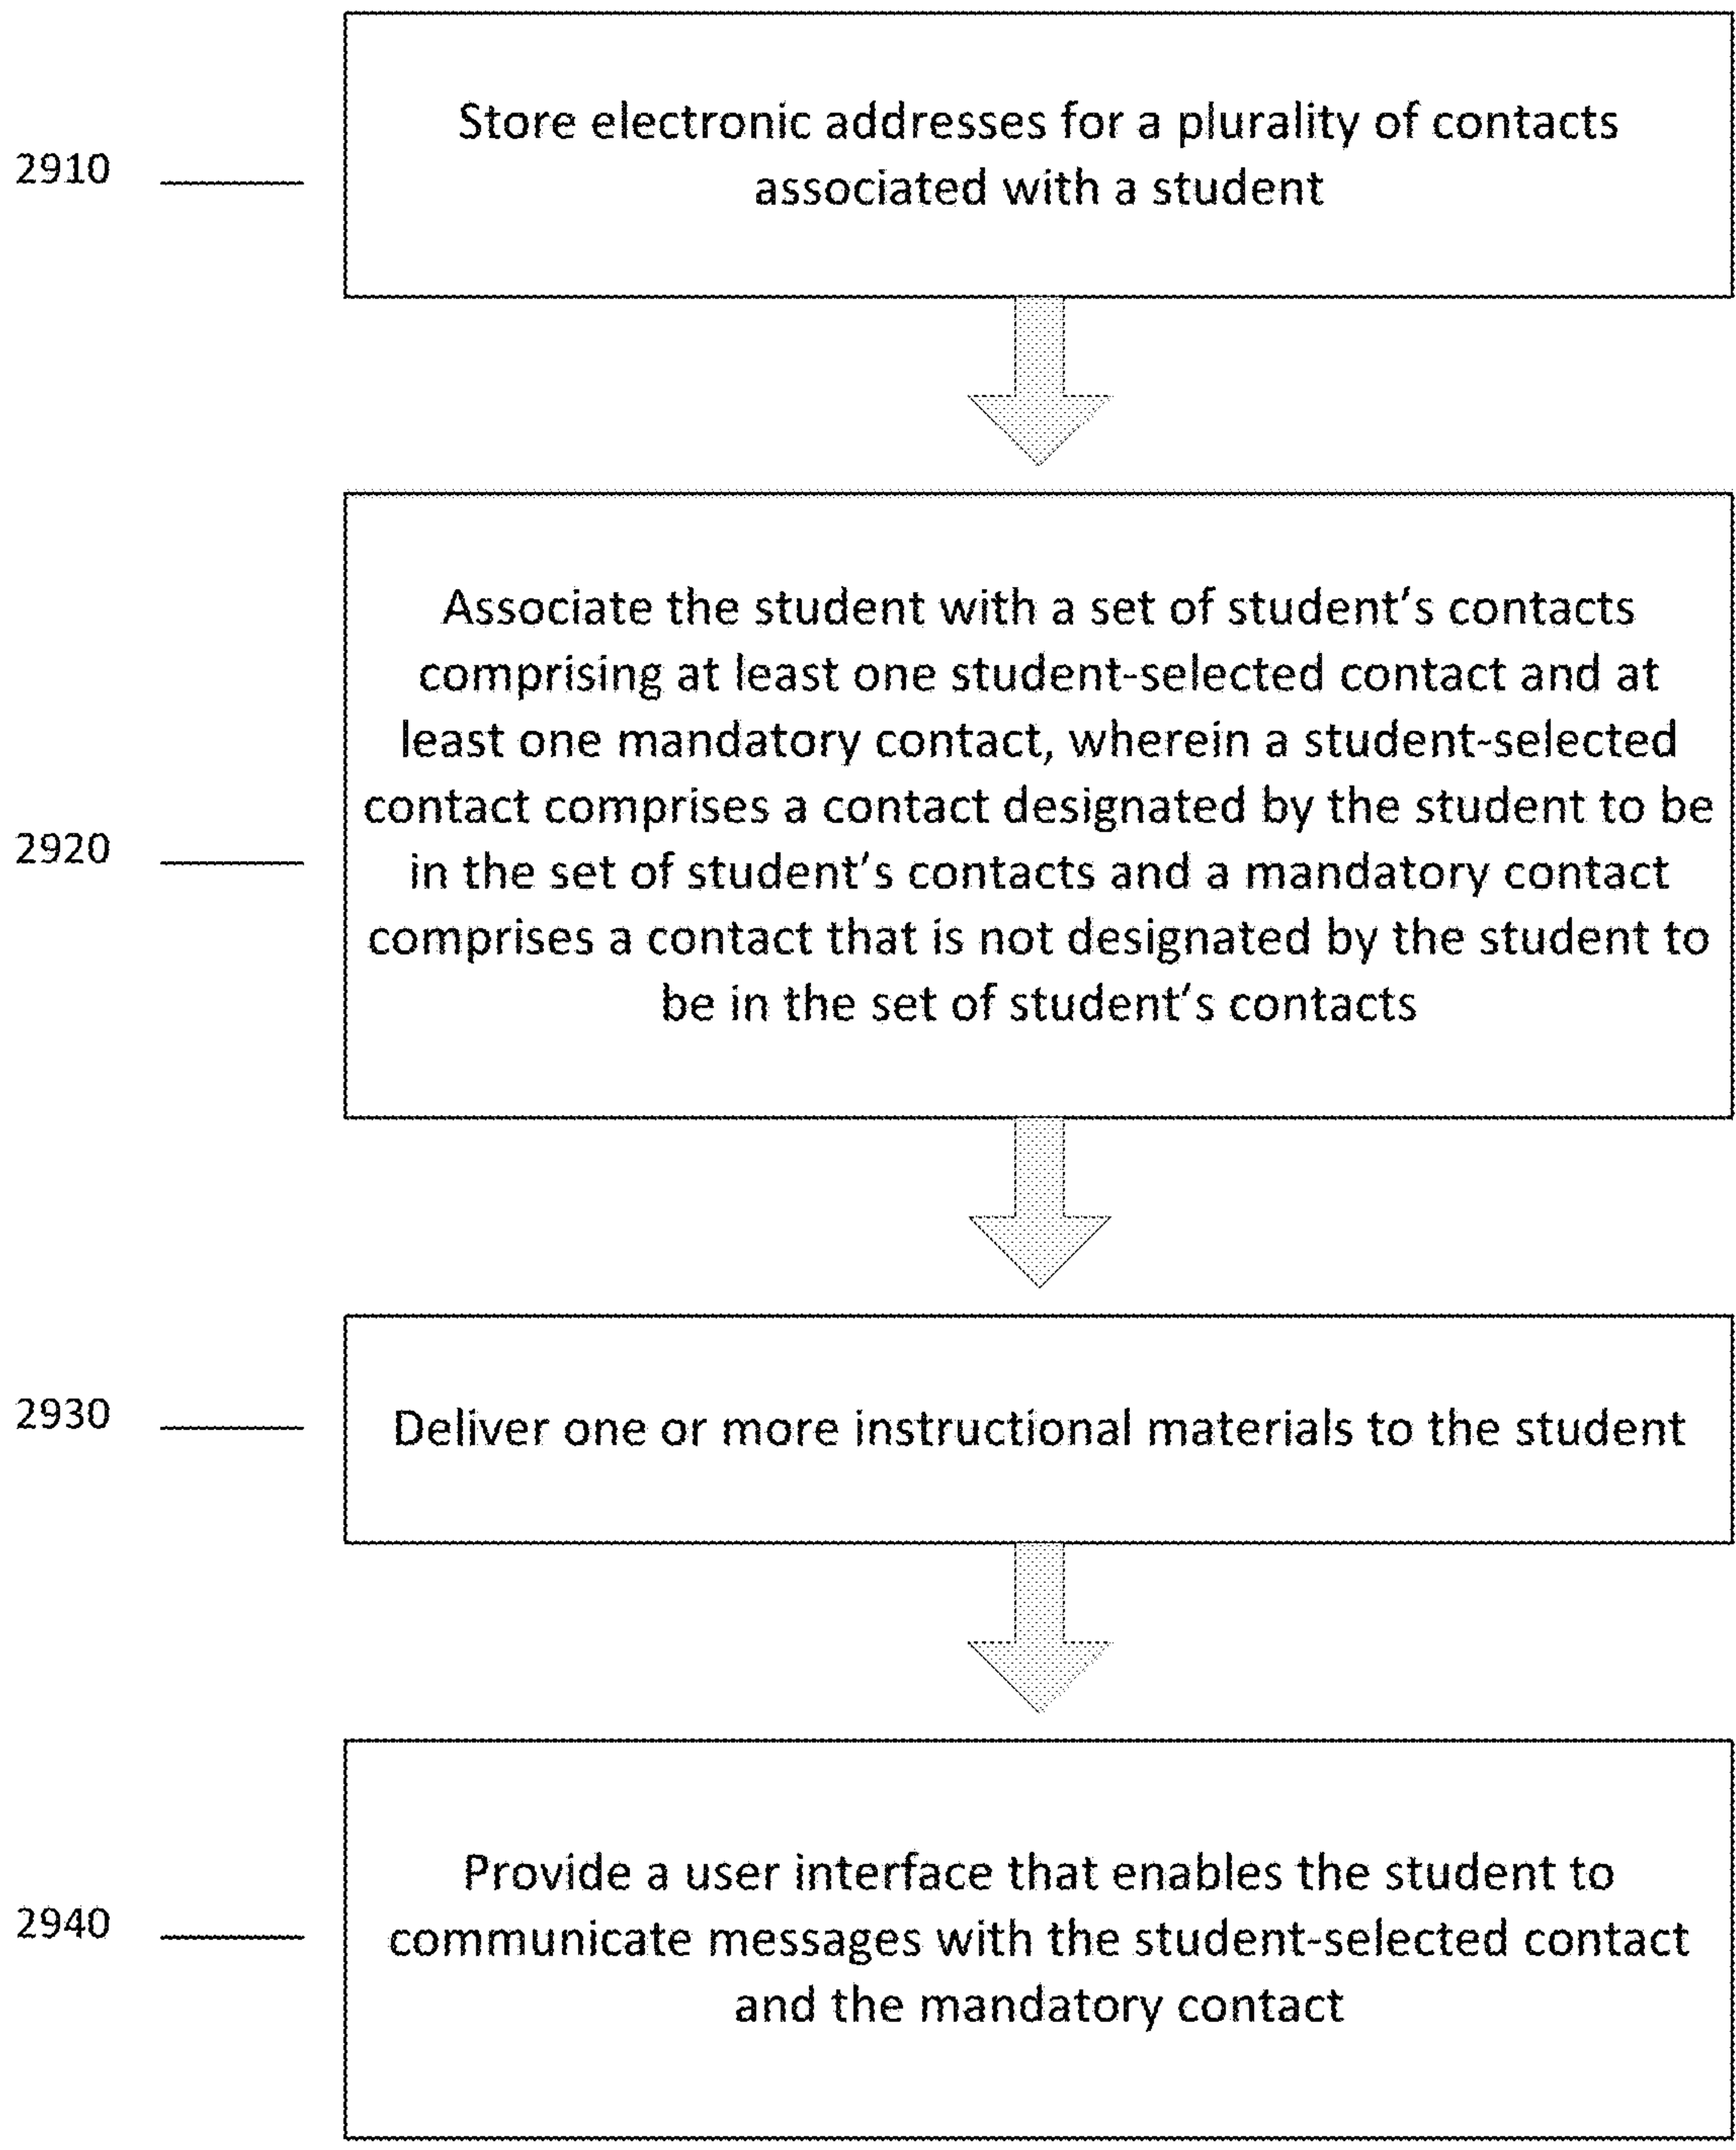 2910
Store electronic addresses for a plurality of contacts
associated with a student
2920
Associate the student with a set of student's contacts
comprising at least one student-selected contact and at
least one mandatory contact, wherein a student-selected
contact comprises a contact designated by the student to be
in the set of student's contacts and a mandatory contact
comprises a contact that is not designated by the student to
be in the set of student's contacts
2930
Deliver one or more instructional materials to the student
2940
Provide a user interface that enables the student to
communicate messages with the student-selected contact
and the mandatory contact